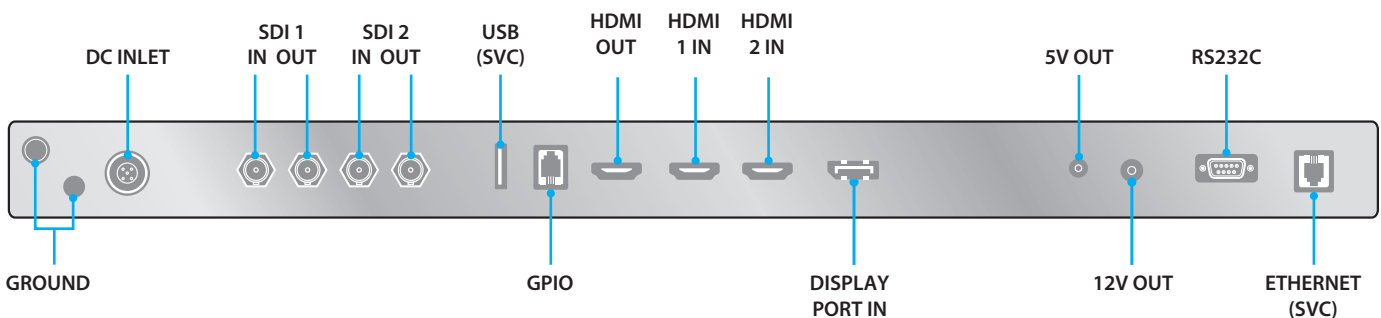 DC INLET
SDI 1
IN OUT
SDI 2
IN OUT
USB
(SVC)
HDMI
OUT
HDMI
1 IN
HDMI
2 IN
5V OUT
RS232C
GROUND
GPIO
DISPLAY
PORT IN
12V OUT
ETHERNET
(SVC)